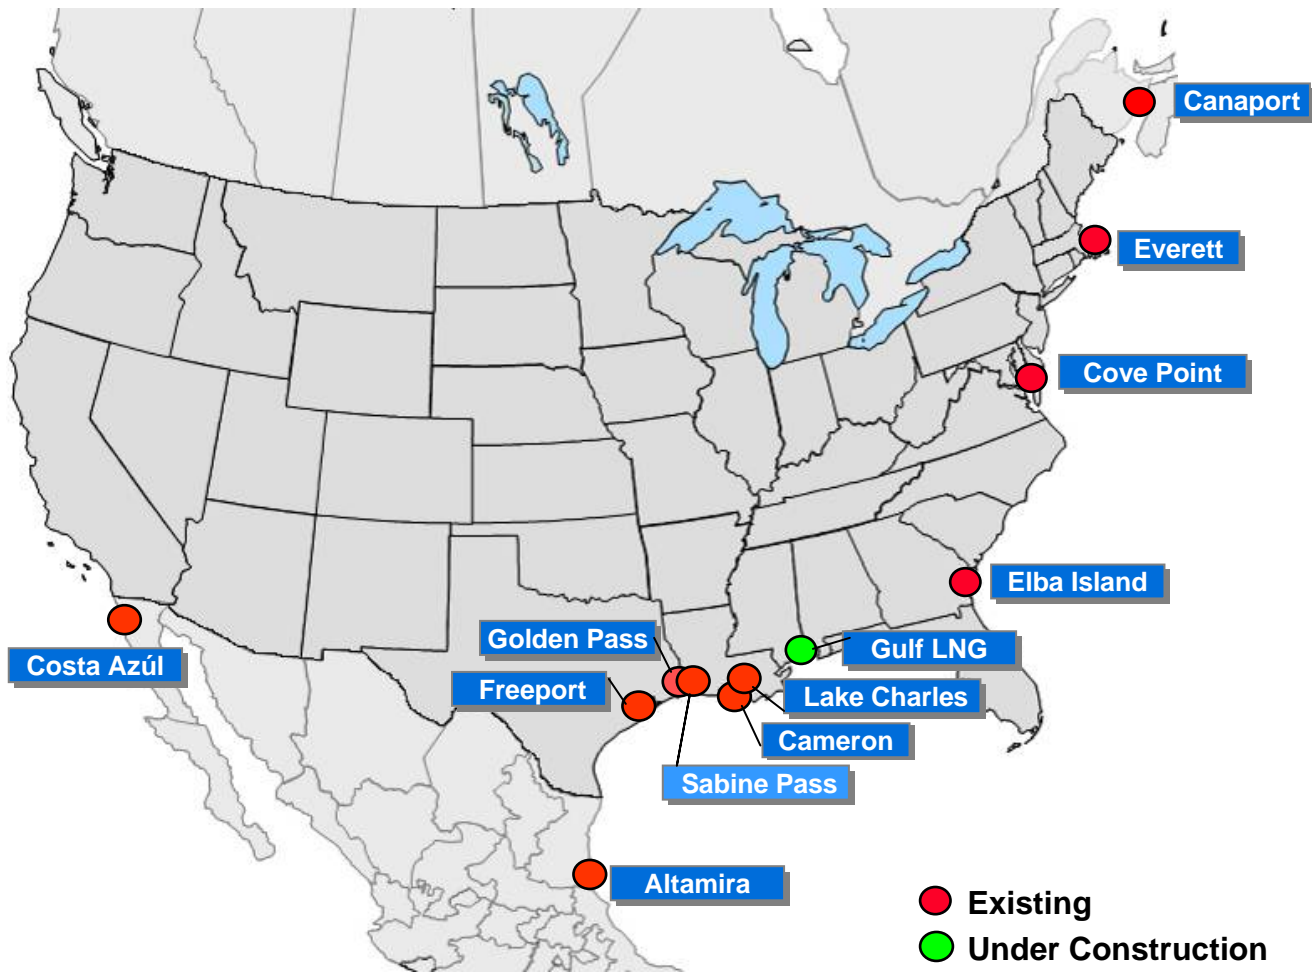 Canaport
Everett
Cove Point
Elba Island
Golden Pass
Gulf LNG
Costa Azúl
Freeport
Lake Charles
Cameron
Sabine Pass
Altamira
Existing
Under Construction